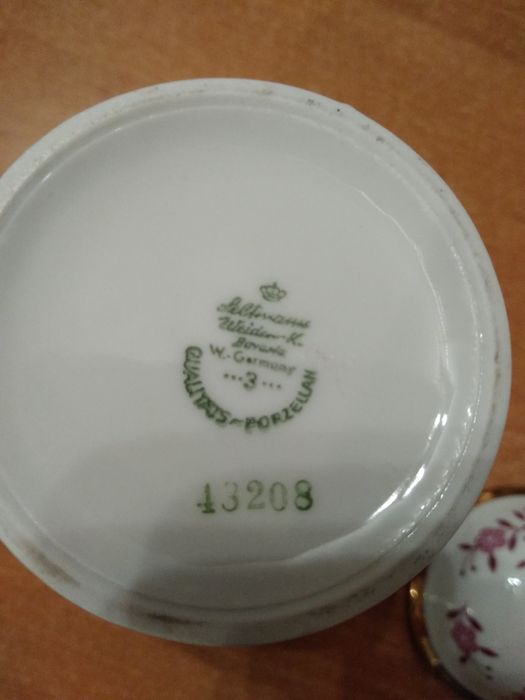 Seltmann
Weiden-K.
Bavaria
W.-Germany
...3...
QUALITÄTS-PORZELLAN
43208